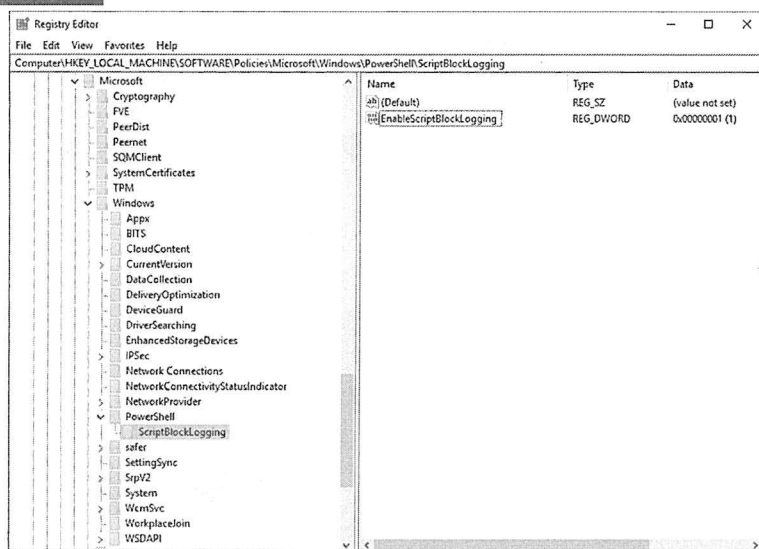 Registry Editor
File Edit View Favorites Help
Computer\HKEY_LOCAL_MACHINE\SOFTWARE\Policies\Microsoft\Windows\PowerShell\ScriptBlockLogging
Microsoft
Cryptography
FVE
PeerDist
Peernet
SQMClient
SystemCertificates
TPM
Windows
Appx
BITS
CloudContent
CurrentVersion
DataCollection
DeliveryOptimization
DeviceGuard
DriverSearching
EnhancedStorageDevices
IPSec
Network Connections
NetworkConnectivityStatusIndicator
NetworkProvider
PowerShell
ScriptBlockLogging
safer
SettingSync
SrpV2
System
WcmSvc
WorkplaceJoin
WSDAPI
Name Type Data
(Default) REG_SZ (value not set)
EnableScriptBlockLogging REG_DWORD 0x00000001 (1)